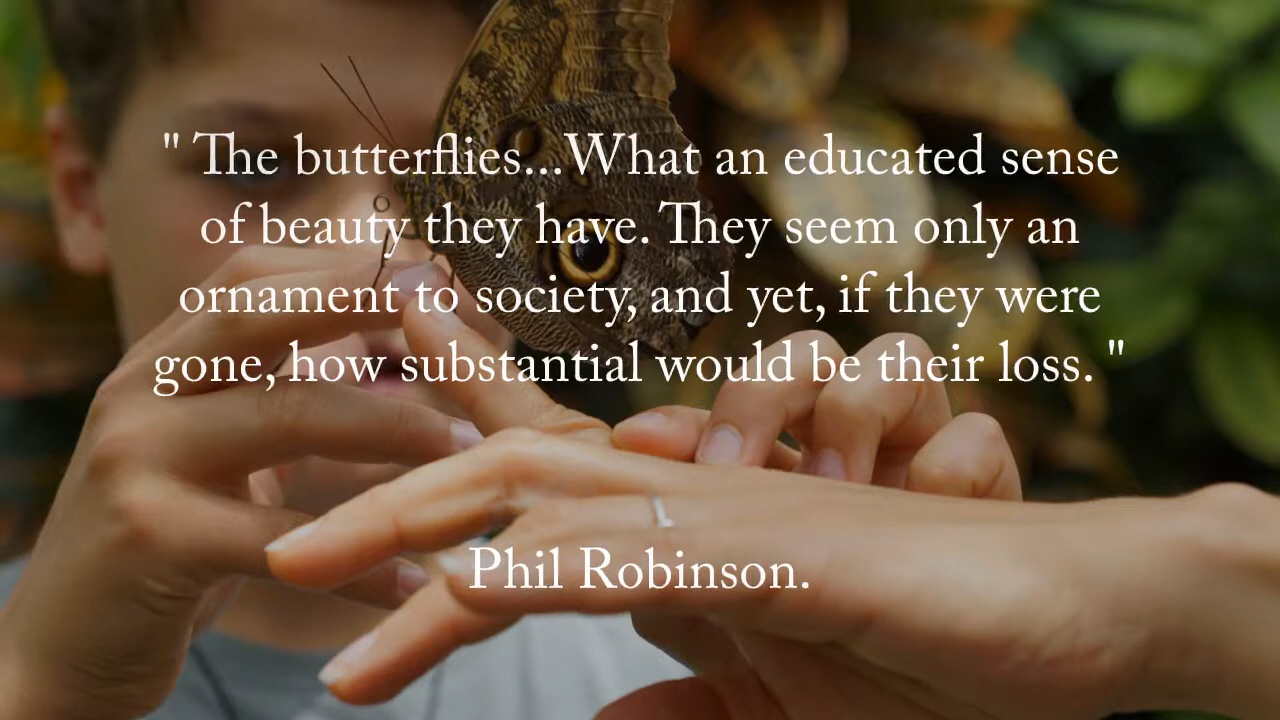 " The butterflies...What an educated sense
of beauty they have. They seem only an
ornament to society, and yet, if they were
gone, how substantial would be their loss. "
Phil Robinson.